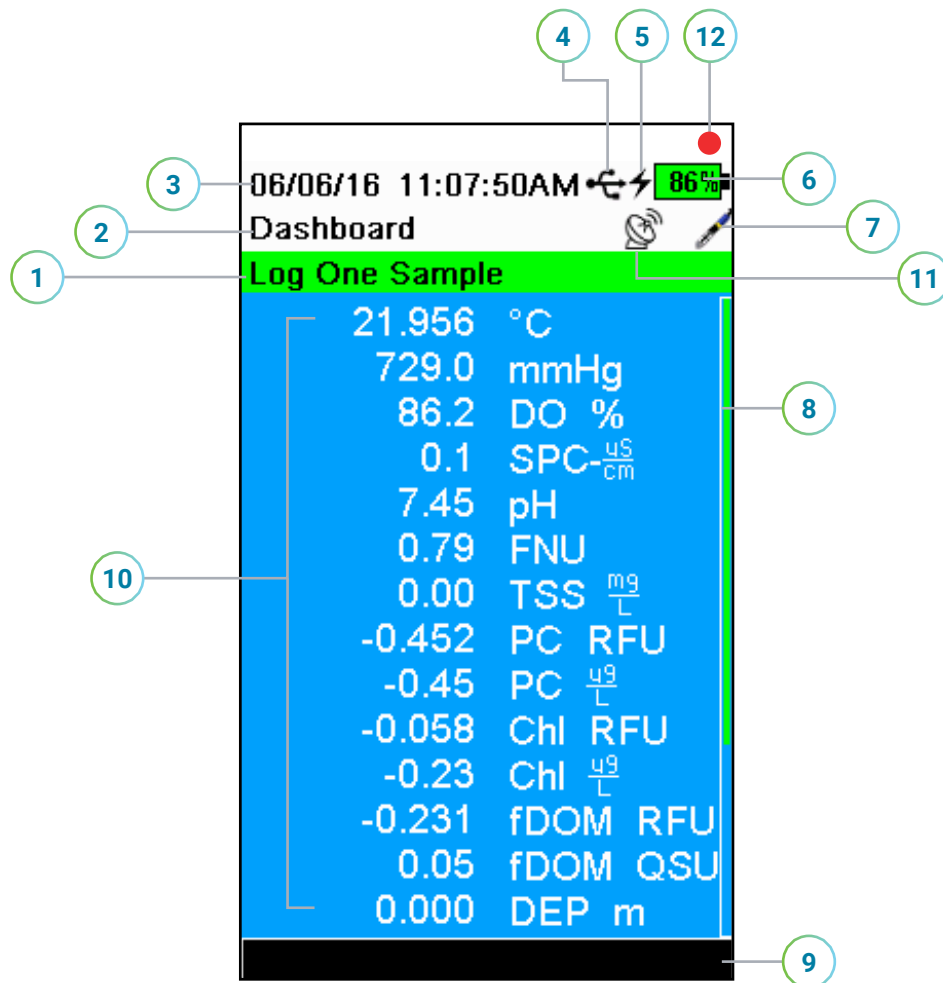 4 5 12
3 06/06/16 11:07:50AM 86% 6
2 Dashboard 7
1 Log One Sample 11
21.956 °C
729.0 mmHg
86.2 DO % 8
0.1 SPC-uS/cm
7.45 pH
0.79 FNU
10 0.00 TSS mg/L
-0.452 PC RFU
-0.45 PC ug/L
-0.058 Chl RFU
-0.23 Chl ug/L
-0.231 fDOM RFU
0.05 fDOM QSU
0.000 DEP m
9